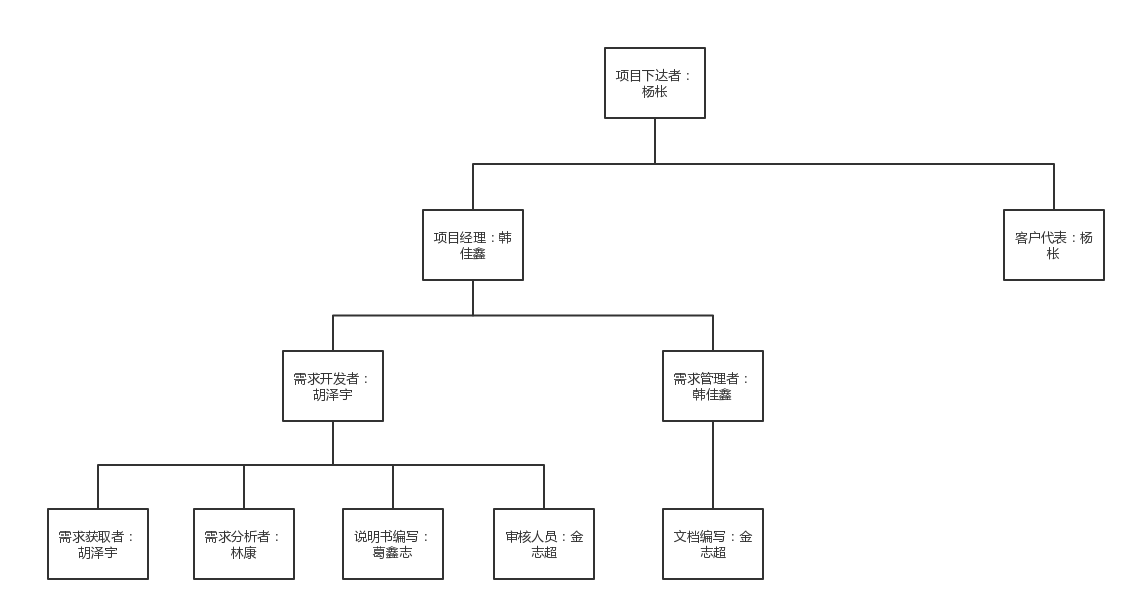 项目下达者：
杨枨
项目经理：韩
佳鑫
客户代表：杨
枨
需求开发者：
胡泽宇
需求管理者：
韩佳鑫
需求获取者：
胡泽宇
需求分析者：
林康
说明书编写：
葛鑫志
审核人员：金
志超
文档编写：金
志超